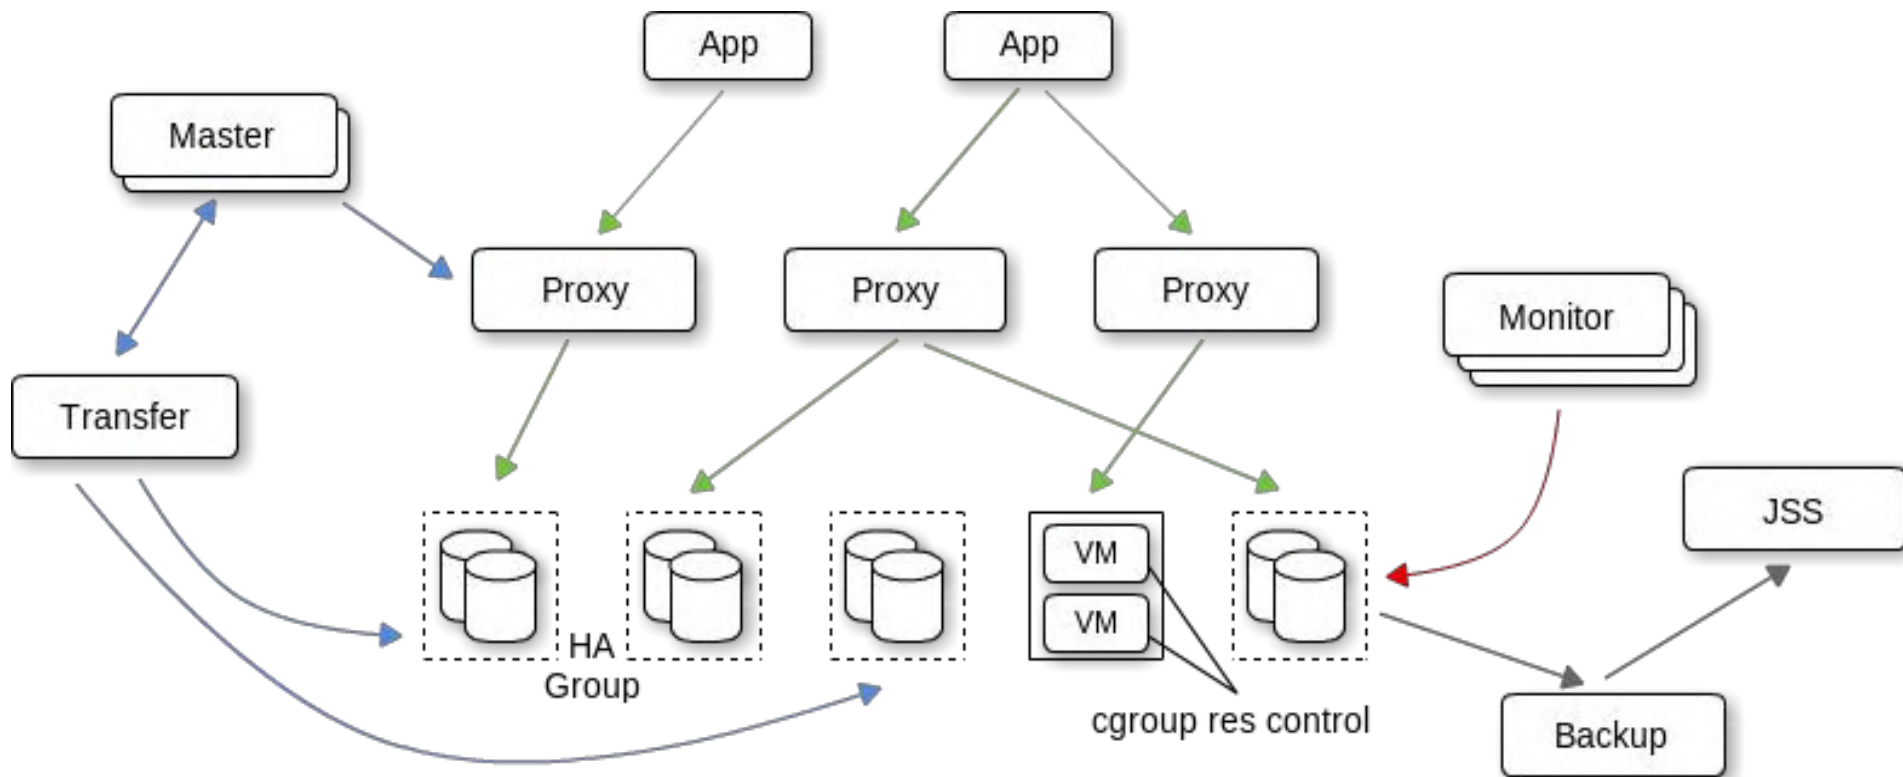 App
App
Master
Proxy
Proxy
Proxy
Monitor
Transfer
JSS
VM
VM
HA
Group
cgroup res control
Backup